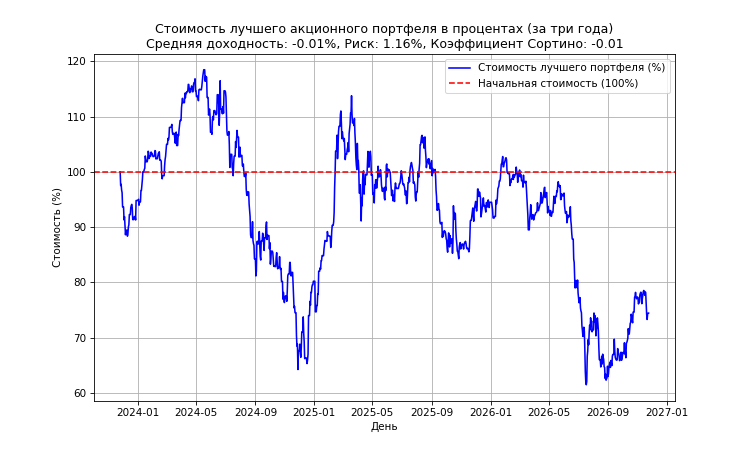 Стоимость лучшего акционного портфеля в процентах (за три года)
Средняя доходность: -0.01%, Риск: 1.16%, Коэффициент Сортино: -0.01
Стоимость лучшего портфеля (%)
Начальная стоимость (100%)
Стоимость (%)
120
110
100
90
80
70
60
2024-01 2024-05 2024-09 2025-01 2025-05 2025-09 2026-01 2026-05 2026-09 2027-01
День